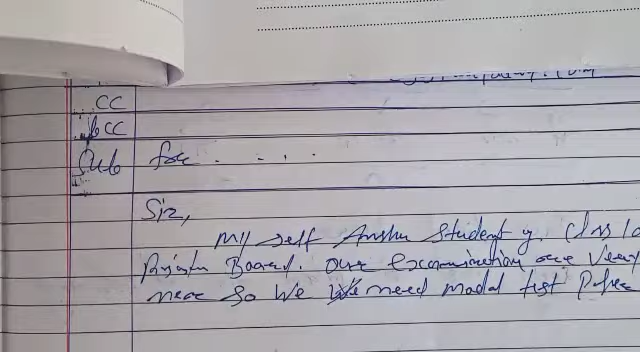 CC
bCC
Sub for . . . .
Sir,
My self Anshu Student of Class 10
Board. our examination are very
near So We need modal test Paper